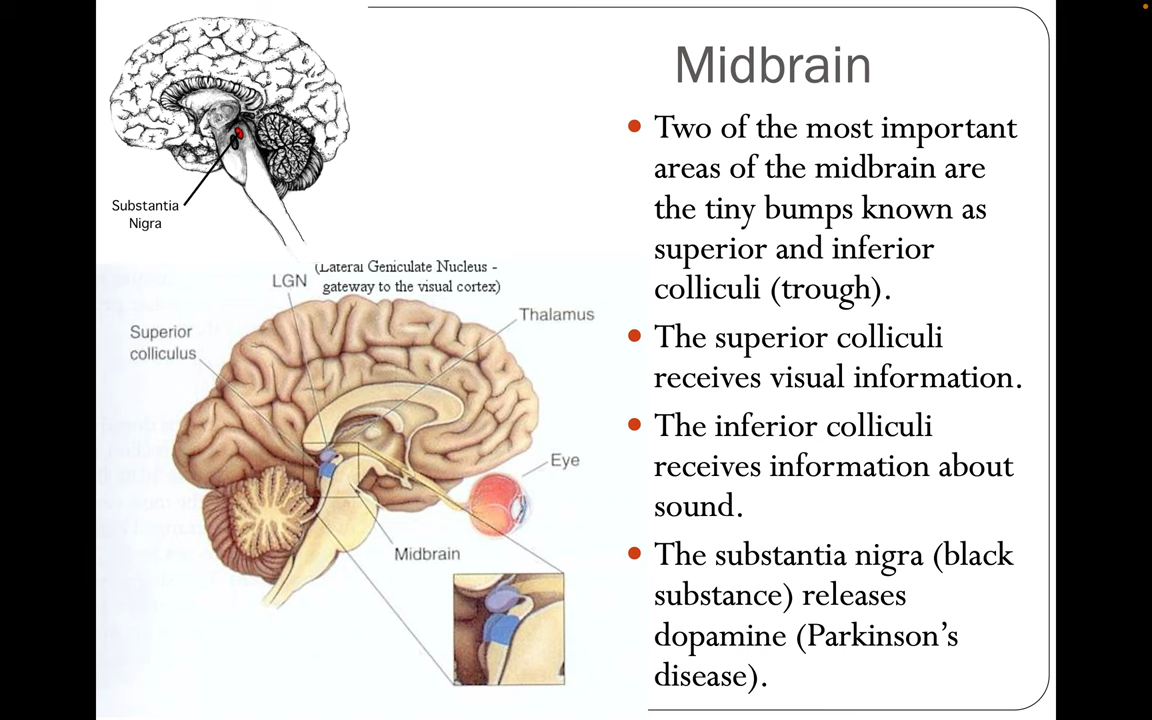 Midbrain
Substantia
Nigra
(Lateral Geniculate Nucleus -
gateway to the visual cortex)
LGN
Thalamus
Superior
colliculus
Eye
Midbrain
• Two of the most important
areas of the midbrain are
the tiny bumps known as
superior and inferior
colliculi (trough).
• The superior colliculi
receives visual information.
• The inferior colliculi
receives information about
sound.
• The substantia nigra (black
substance) releases
dopamine (Parkinson’s
disease).